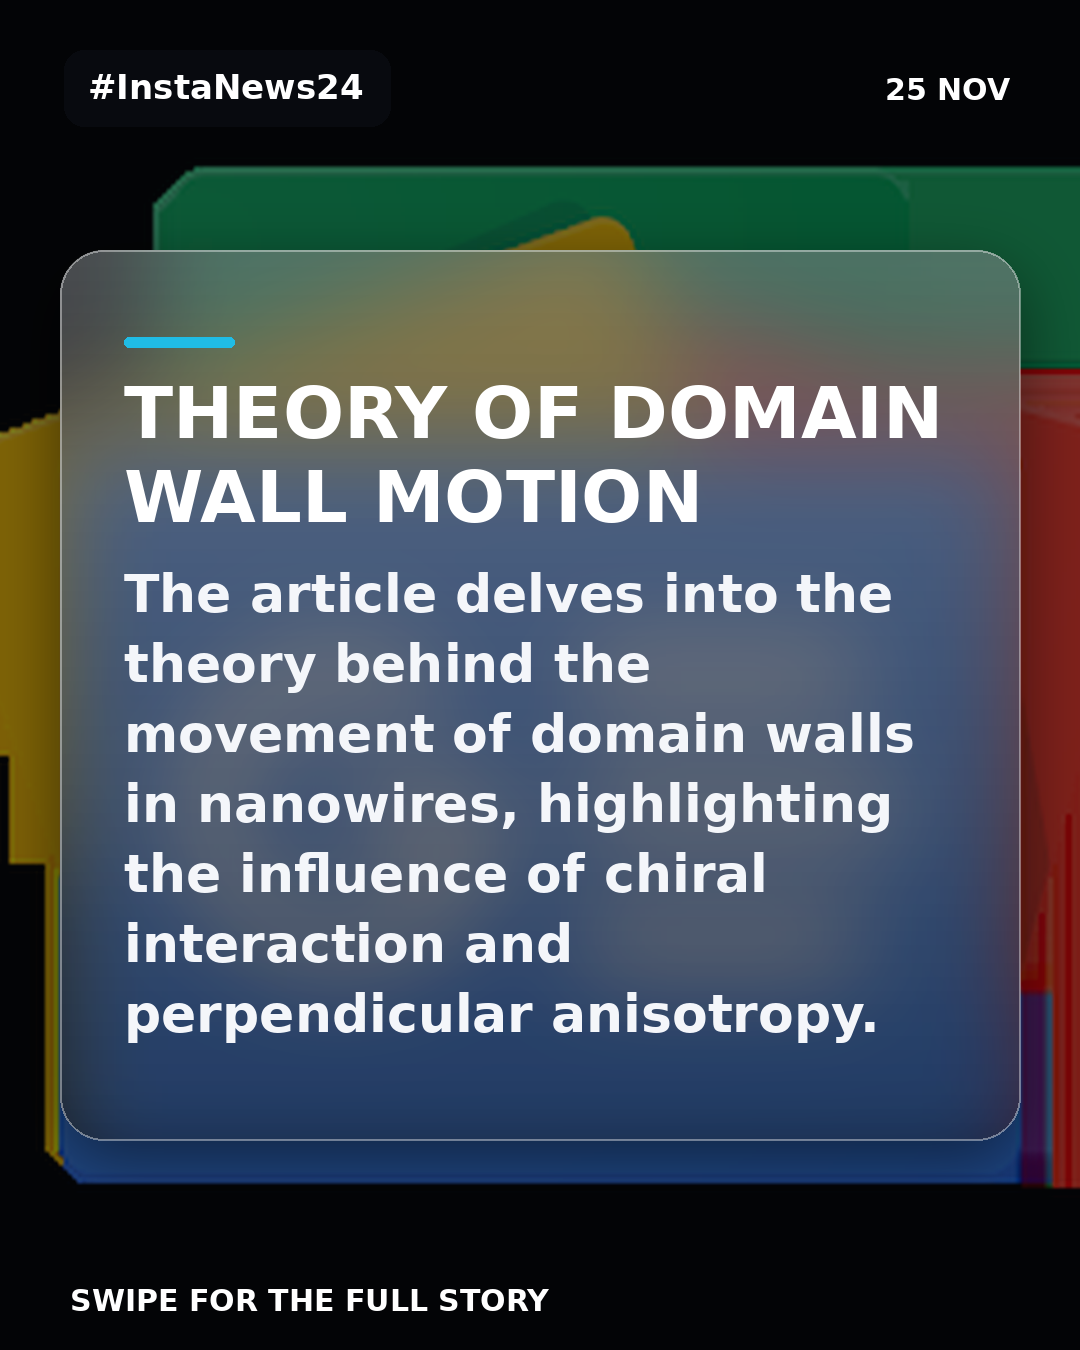 #InstaNews24
25 NOV
THEORY OF DOMAIN
WALL MOTION
The article delves into the
theory behind the
movement of domain walls
in nanowires, highlighting
the influence of chiral
interaction and
perpendicular anisotropy.
SWIPE FOR THE FULL STORY